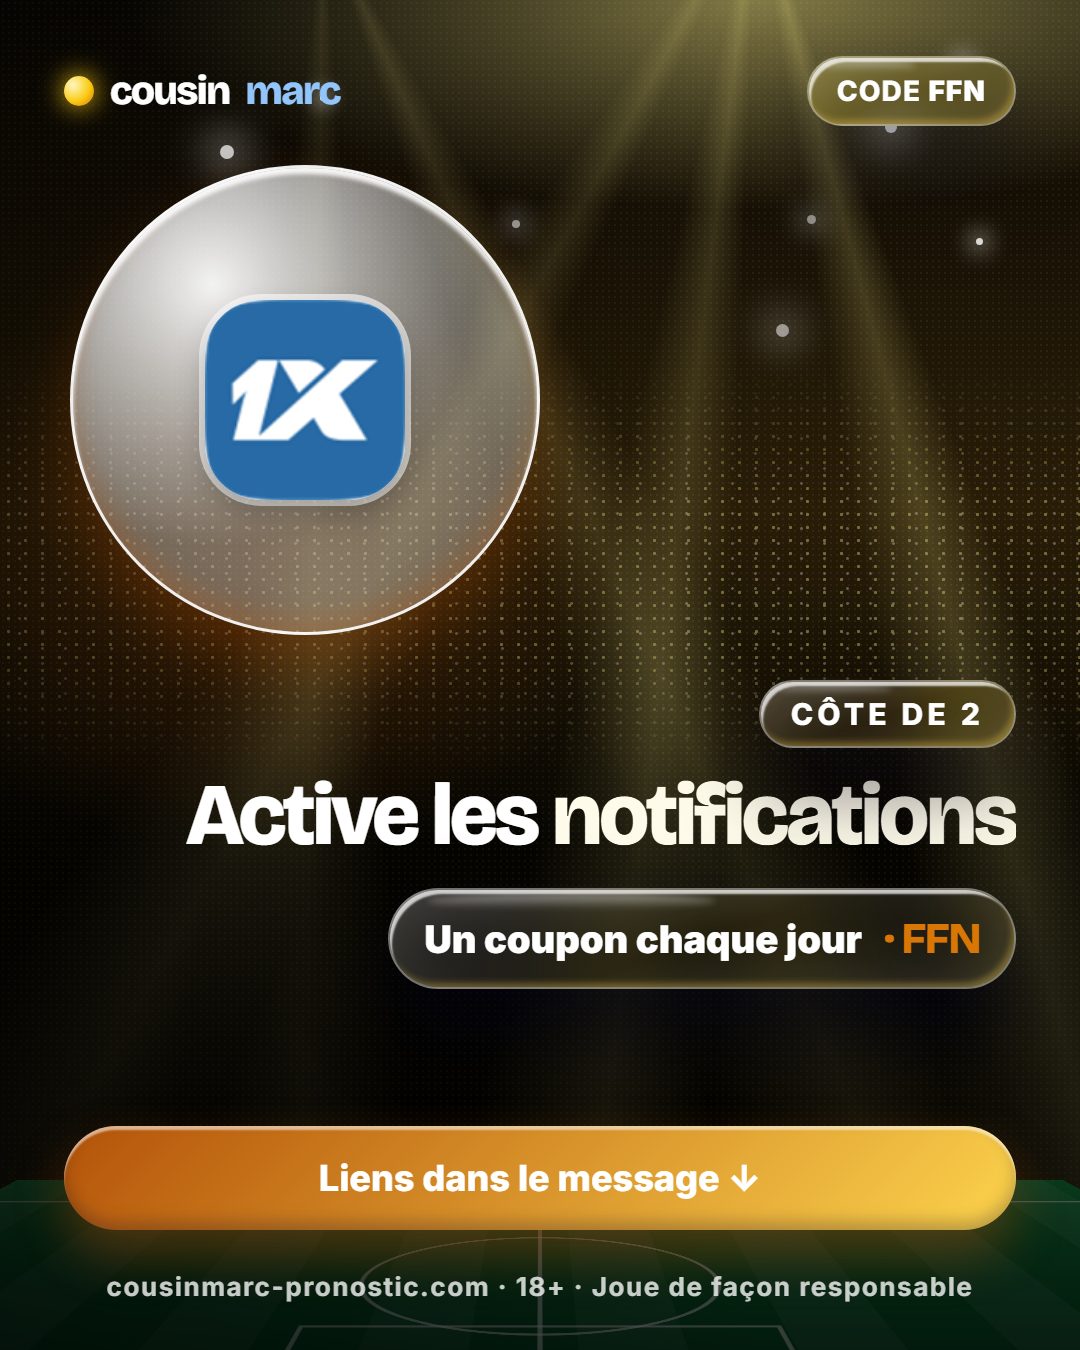 cousin marc
CODE FFN
1X
CÔTE DE 2
Active les notifications
Un coupon chaque jour · FFN
Liens dans le message ↓
cousinmarc-pronostic.com · 18+ · Joue de façon responsable